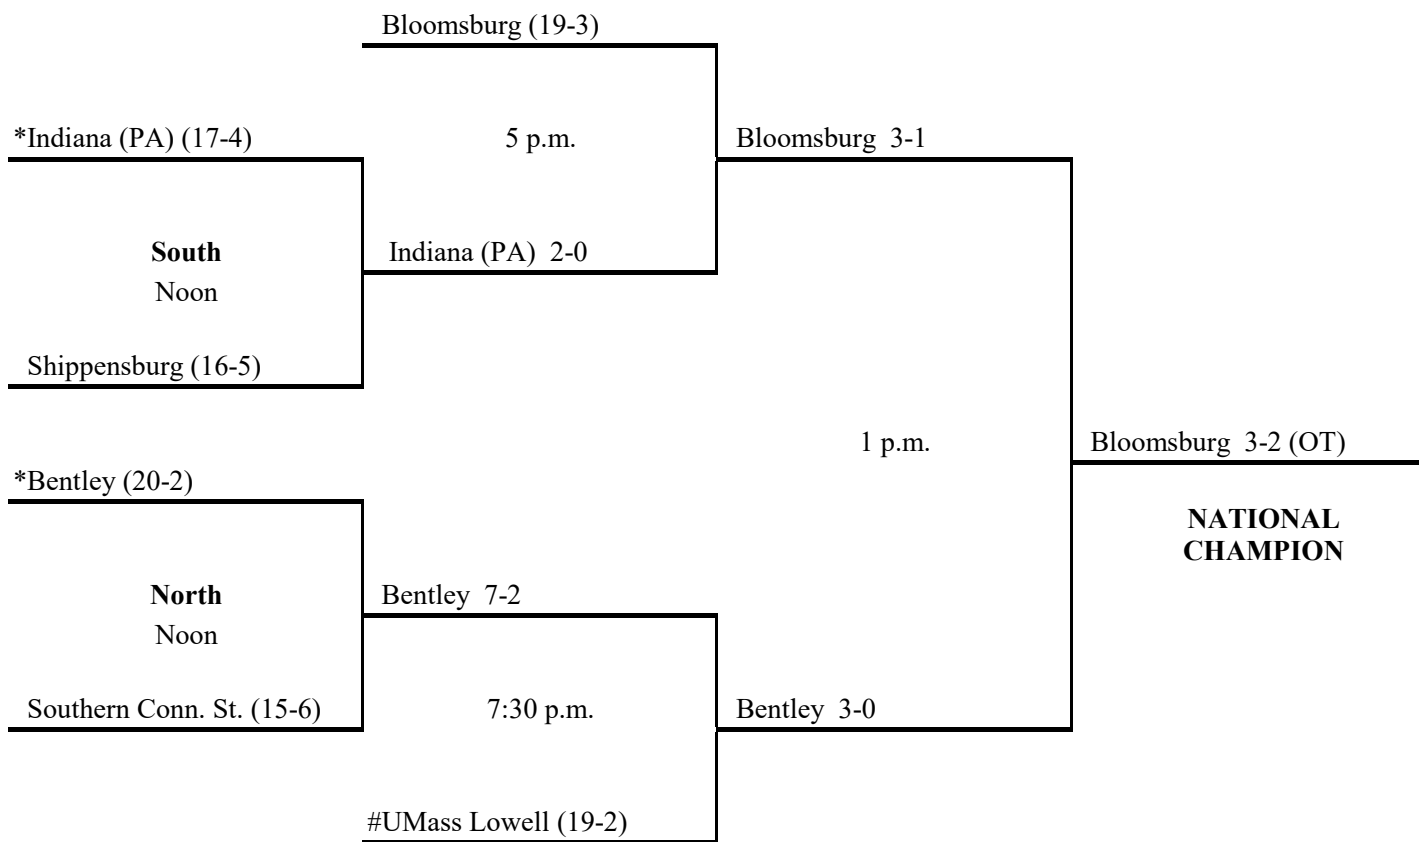 Bloomsburg (19-3)
*Indiana (PA) (17-4)
5 p.m.
Bloomsburg 3-1
South
Indiana (PA) 2-0
Noon
Shippensburg (16-5)
1 p.m.
Bloomsburg 3-2 (OT)
*Bentley (20-2)
NATIONAL
CHAMPION
North
Bentley 7-2
Noon
Southern Conn. St. (15-6)
7:30 p.m.
Bentley 3-0
#UMass Lowell (19-2)